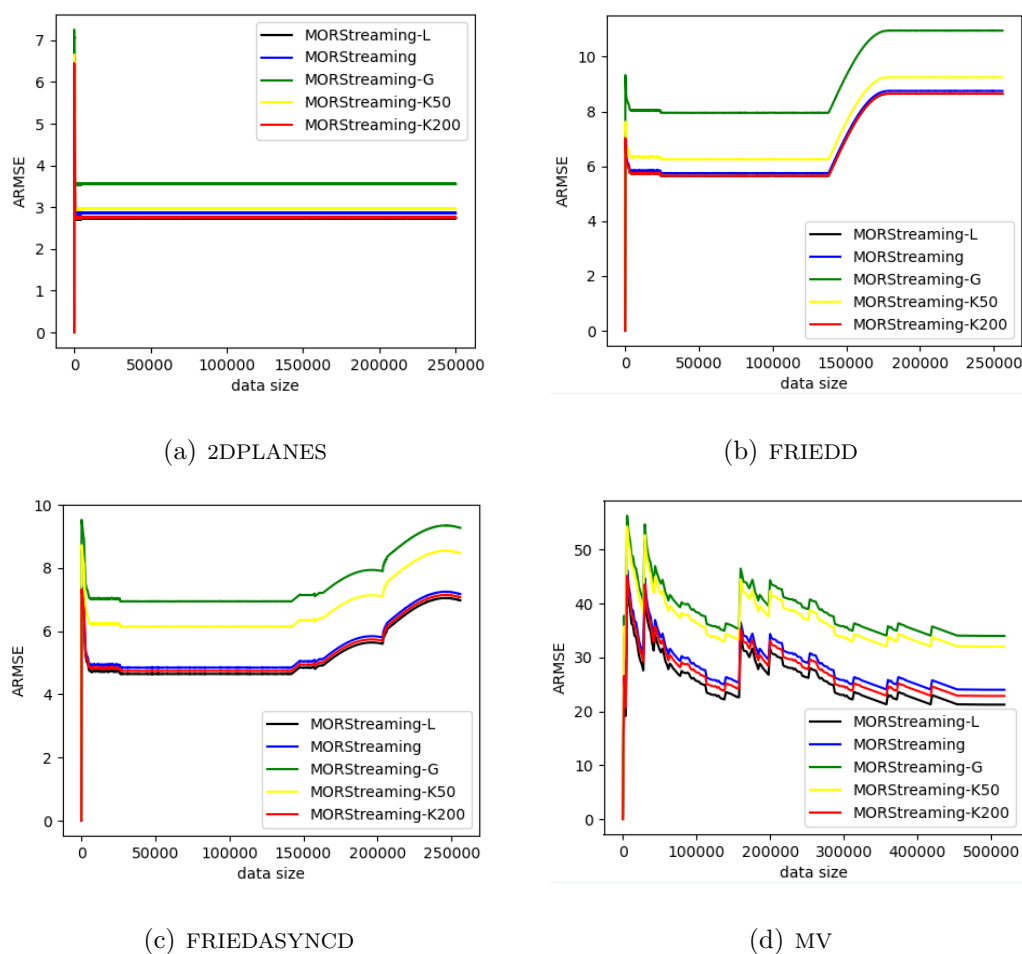 7
6
5
4
3
2
1
0
ARMSE
MORStreaming-L
MORStreaming
MORStreaming-G
MORStreaming-K50
MORStreaming-K200
0 50000 100000 150000 200000 250000
data size
(a) 2DPLANES
10
8
6
4
2
0
ARMSE
MORStreaming-L
MORStreaming
MORStreaming-G
MORStreaming-K50
MORStreaming-K200
0 50000 100000 150000 200000 250000
data size
(b) FRIEDD
10
8
6
4
2
0
ARMSE
MORStreaming-L
MORStreaming
MORStreaming-G
MORStreaming-K50
MORStreaming-K200
0 50000 100000 150000 200000 250000
data size
(c) FRIEDASYNCD
50
40
30
20
10
0
ARMSE
MORStreaming-L
MORStreaming
MORStreaming-G
MORStreaming-K50
MORStreaming-K200
0 100000 200000 300000 400000 500000
data size
(d) MV